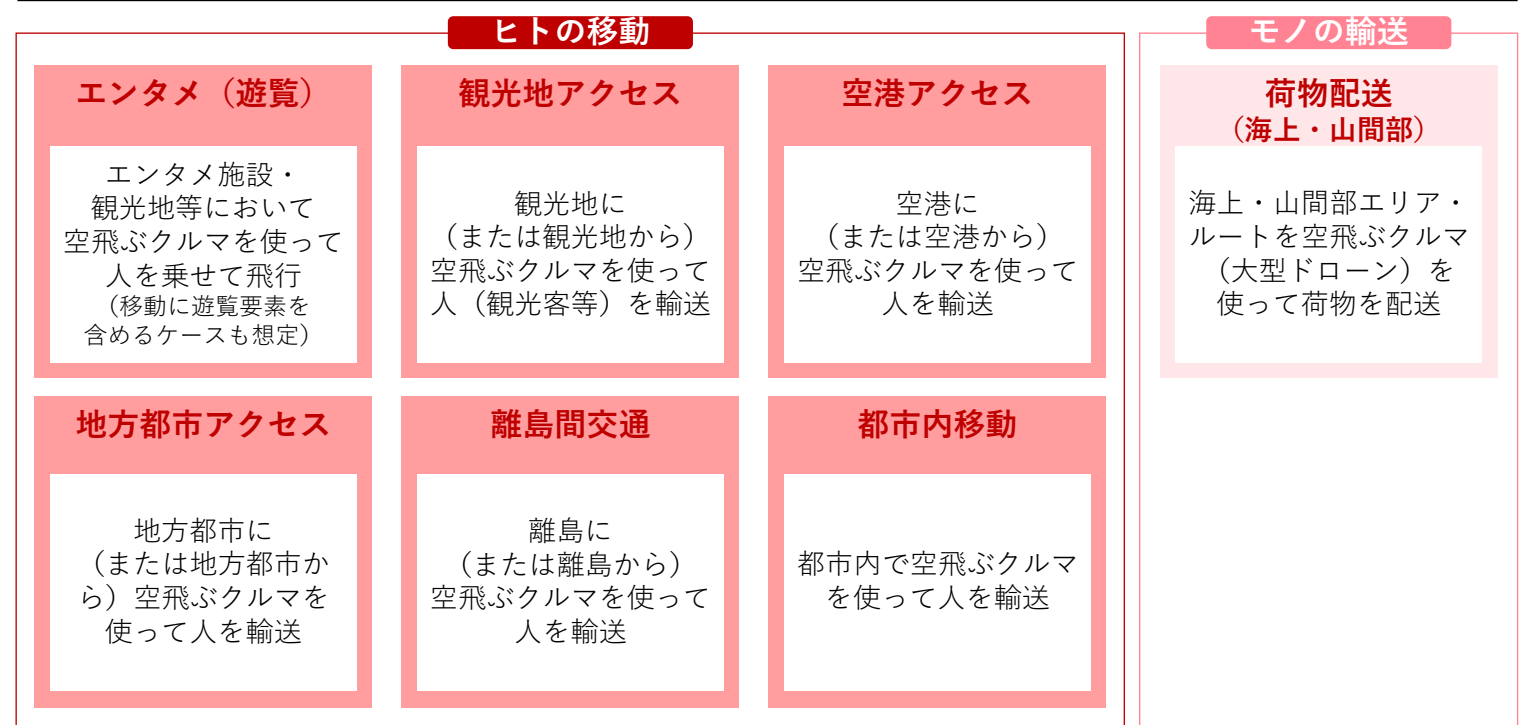 ヒトの移動
エンタメ（遊覧）
エンタメ施設・
観光地等において
空飛ぶクルマを使って
人を乗せて飛行
（移動に遊覧要素を
含めるケースも想定）
観光地アクセス
観光地に
（または観光地から）
空飛ぶクルマを使って
人（観光客等）を輸送
空港アクセス
空港に
（または空港から）
空飛ぶクルマを使って
人を輸送
地方都市アクセス
地方都市に
（または地方都市か
ら）空飛ぶクルマを
使って人を輸送
離島間交通
離島に
（または離島から）
空飛ぶクルマを使って
人を輸送
都市内移動
都市内で空飛ぶクルマ
を使って人を輸送
モノの輸送
荷物配送
（海上・山間部）
海上・山間部エリア・
ルートを空飛ぶクルマ
（大型ドローン）を
使って荷物を配送